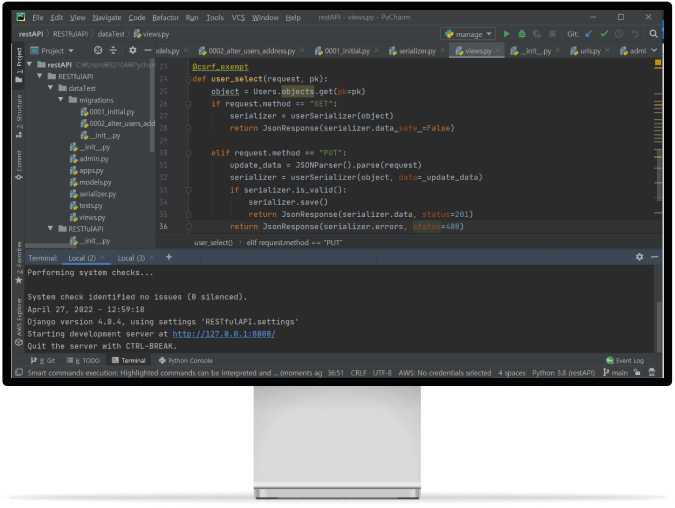 File Edit View Navigate Code Refactor Run Tools VCS Window Help restAPI - views.py - PyCharm
restAPI RESTfulAPI dataTest views.py manage Git:
Project dels.py 0002_alter_users_address.py 0001_initial.py serializer.py views.py __init__.py urls.py admi
1: Project
Z: Structure
Commit
2: Favorites
AWS Explorer
restAPI C:₩Users₩82104₩Pycharm
RESTfulAPI
dataTest
migrations
0001_initial.py
0002_alter_users_add
__init__.py
__init__.py
admin.py
apps.py
models.py
serializer.py
tests.py
views.py
RESTfulAPI
__init__.py
23 @csrf_exempt
24 def user_select(request, pk):
25 object = Users.objects.get(pk=pk)
26 if request.method == "GET":
27 serializer = userSerializer(object)
28 return JsonResponse(serializer.data, safe=False)
29
30 elif request.method == "PUT":
31 update_data = JSONParser().parse(request)
32 serializer = userSerializer(object, data=_update_data)
33 if serializer.is_valid():
34 serializer.save()
35 return JsonResponse(serializer.data, status=201)
36 return JsonResponse(serializer.errors, status=400)
user_select() elif request.method == "PUT"
Terminal: Local (2) × Local (3) × +
Performing system checks...
System check identified no issues (0 silenced).
April 27, 2022 - 12:59:18
Django version 4.0.4, using settings 'RESTfulAPI.settings'
Starting development server at http://127.0.0.1:8000/
Quit the server with CTRL-BREAK.
9: Git 6: TODO Terminal Python Console Event Log
Smart commands execution: Highlighted commands can be interpreted and ... (moments ag 36:51 CRLF UTF-8 AWS: No credentials selected 4 spaces Python 3.8 (restAPI) main